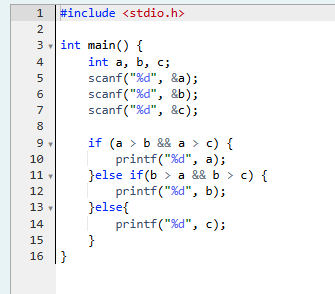 1 #include <stdio.h>
2
3 int main() {
4     int a, b, c;
5     scanf("%d", &a);
6     scanf("%d", &b);
7     scanf("%d", &c);
8
9     if (a > b && a > c) {
10         printf("%d", a);
11     }else if(b > a && b > c) {
12         printf("%d", b);
13     }else{
14         printf("%d", c);
15     }
16 }